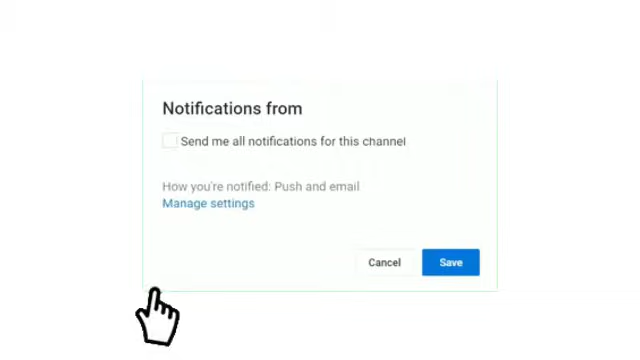 Notifications from
Send me all notifications for this channel
How you're notified: Push and email
Manage settings
Cancel Save